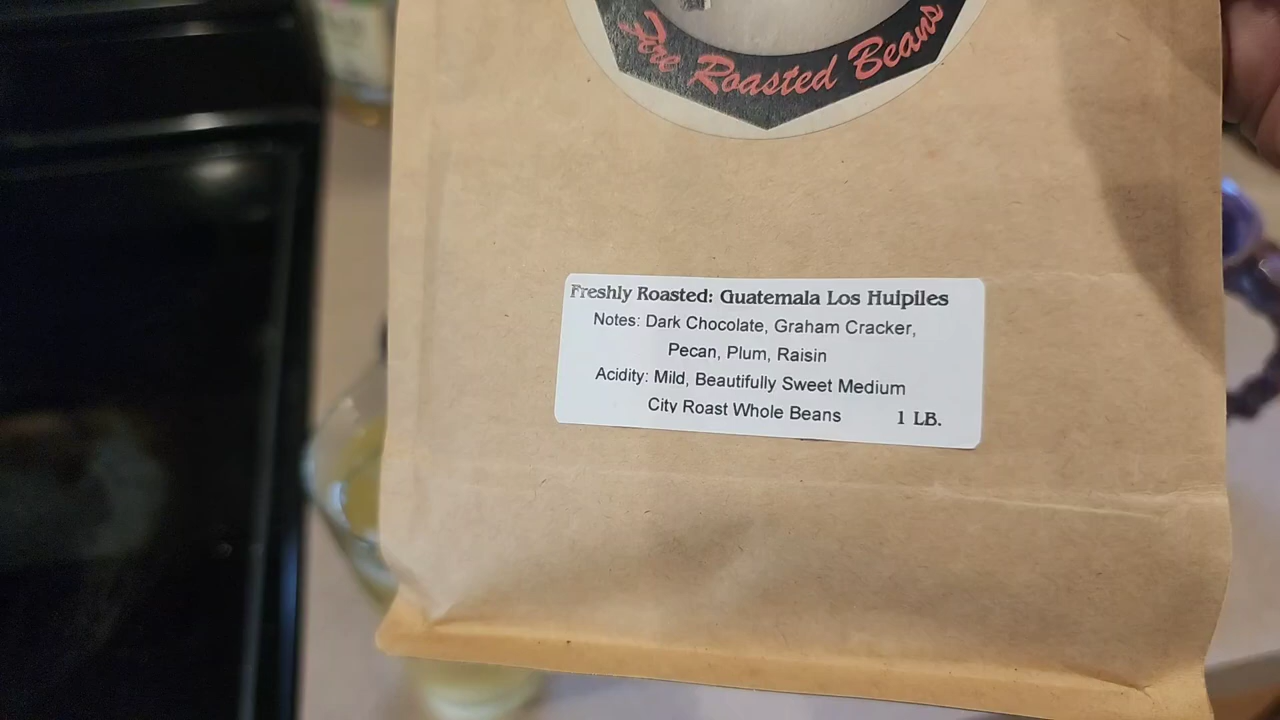 Fire Roasted Beans
Freshly Roasted: Guatemala Los Huipiles
Notes: Dark Chocolate, Graham Cracker,
Pecan, Plum, Raisin
Acidity: Mild, Beautifully Sweet Medium
City Roast Whole Beans 1 LB.